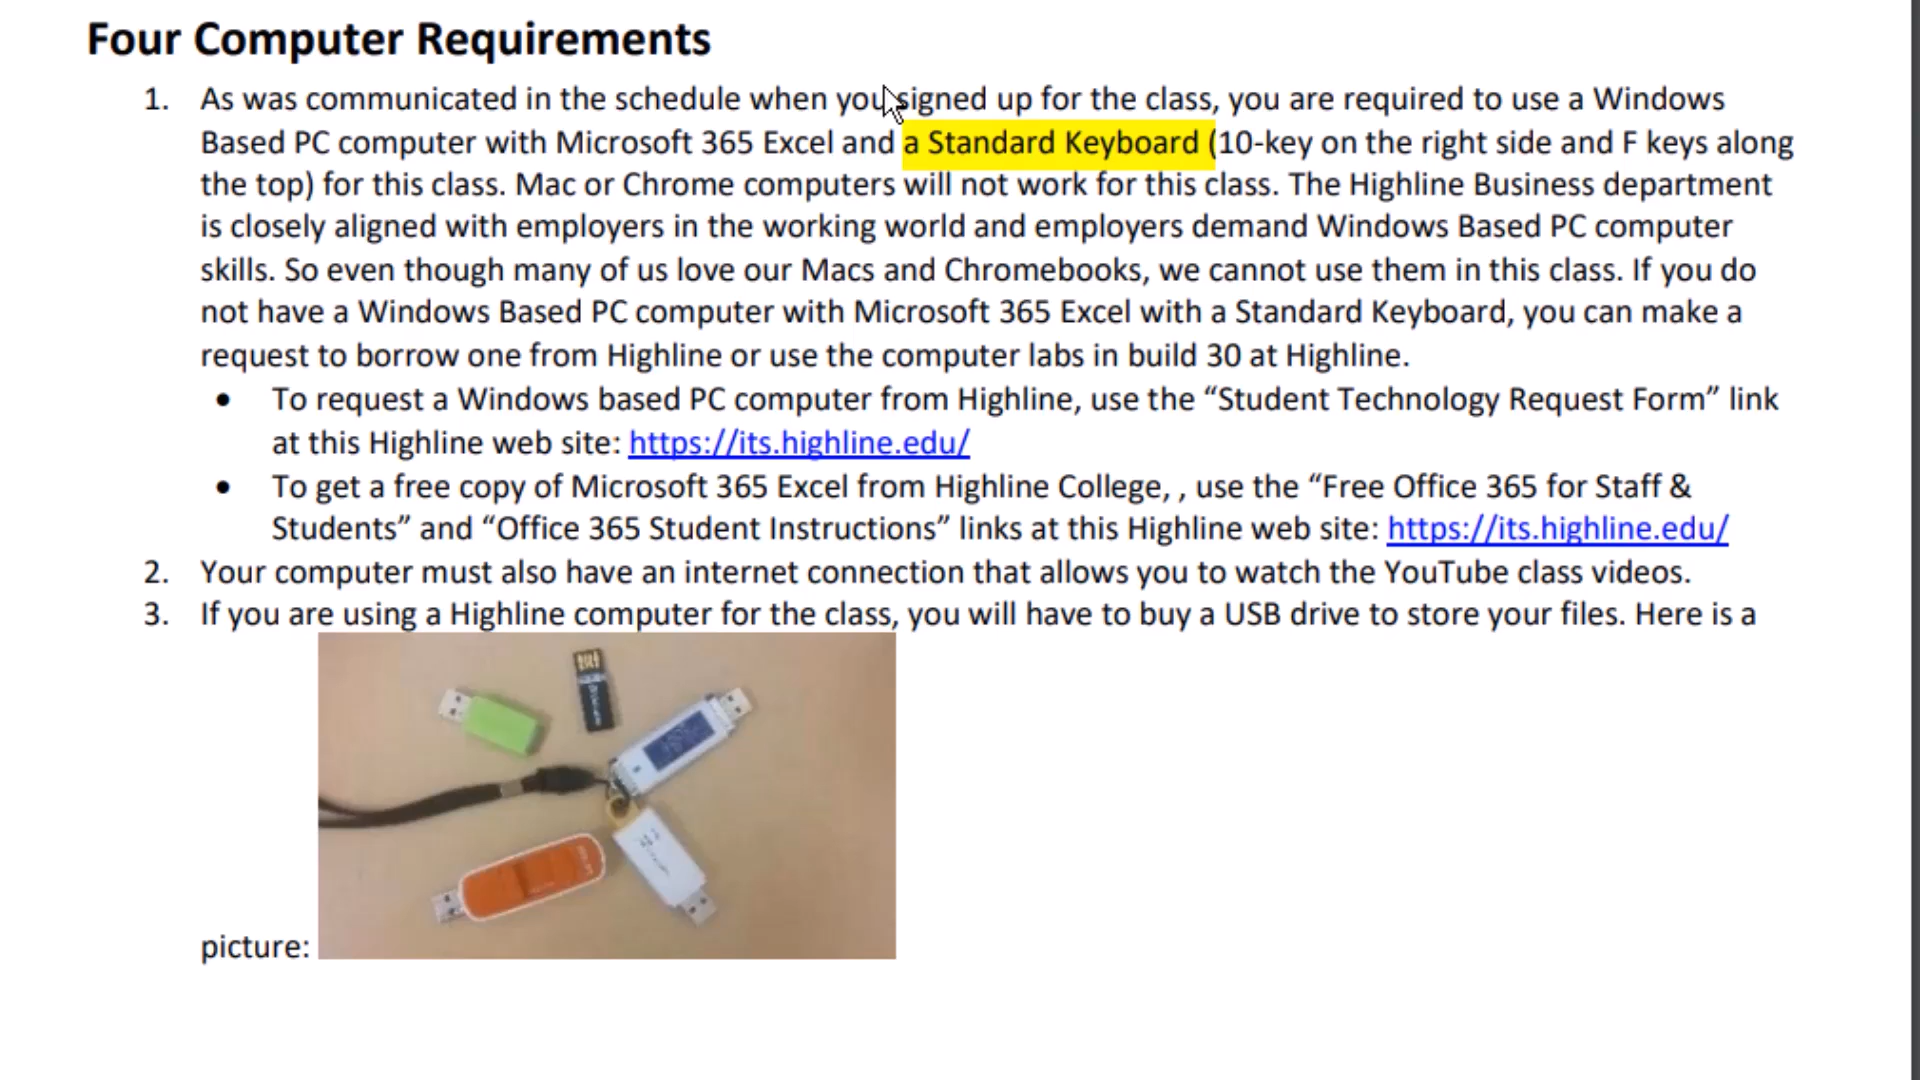 Four Computer Requirements
1. As was communicated in the schedule when you signed up for the class, you are required to use a Windows
Based PC computer with Microsoft 365 Excel and a Standard Keyboard (10-key on the right side and F keys along
the top) for this class. Mac or Chrome computers will not work for this class. The Highline Business department
is closely aligned with employers in the working world and employers demand Windows Based PC computer
skills. So even though many of us love our Macs and Chromebooks, we cannot use them in this class. If you do
not have a Windows Based PC computer with Microsoft 365 Excel with a Standard Keyboard, you can make a
request to borrow one from Highline or use the computer labs in build 30 at Highline.
• To request a Windows based PC computer from Highline, use the “Student Technology Request Form” link
at this Highline web site: https://its.highline.edu/
• To get a free copy of Microsoft 365 Excel from Highline College, , use the “Free Office 365 for Staff &
Students” and “Office 365 Student Instructions” links at this Highline web site: https://its.highline.edu/
2. Your computer must also have an internet connection that allows you to watch the YouTube class videos.
3. If you are using a Highline computer for the class, you will have to buy a USB drive to store your files. Here is a
picture: